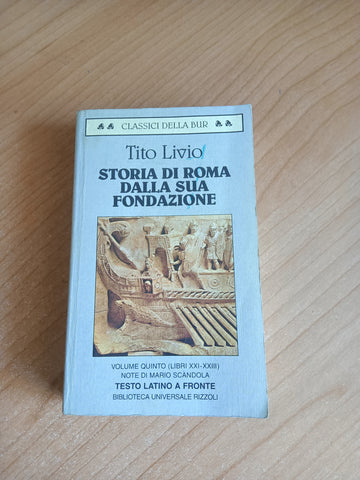 CLASSICI DELLA BUR
Tito Livio
STORIA DI ROMA
DALLA SUA
FONDAZIONE
VOLUME QUINTO (LIBRI XXI-XXIII)
NOTE DI MARIO SCÀNDOLA
TESTO LATINO A FRONTE
BIBLIOTECA UNIVERSALE RIZZOLI